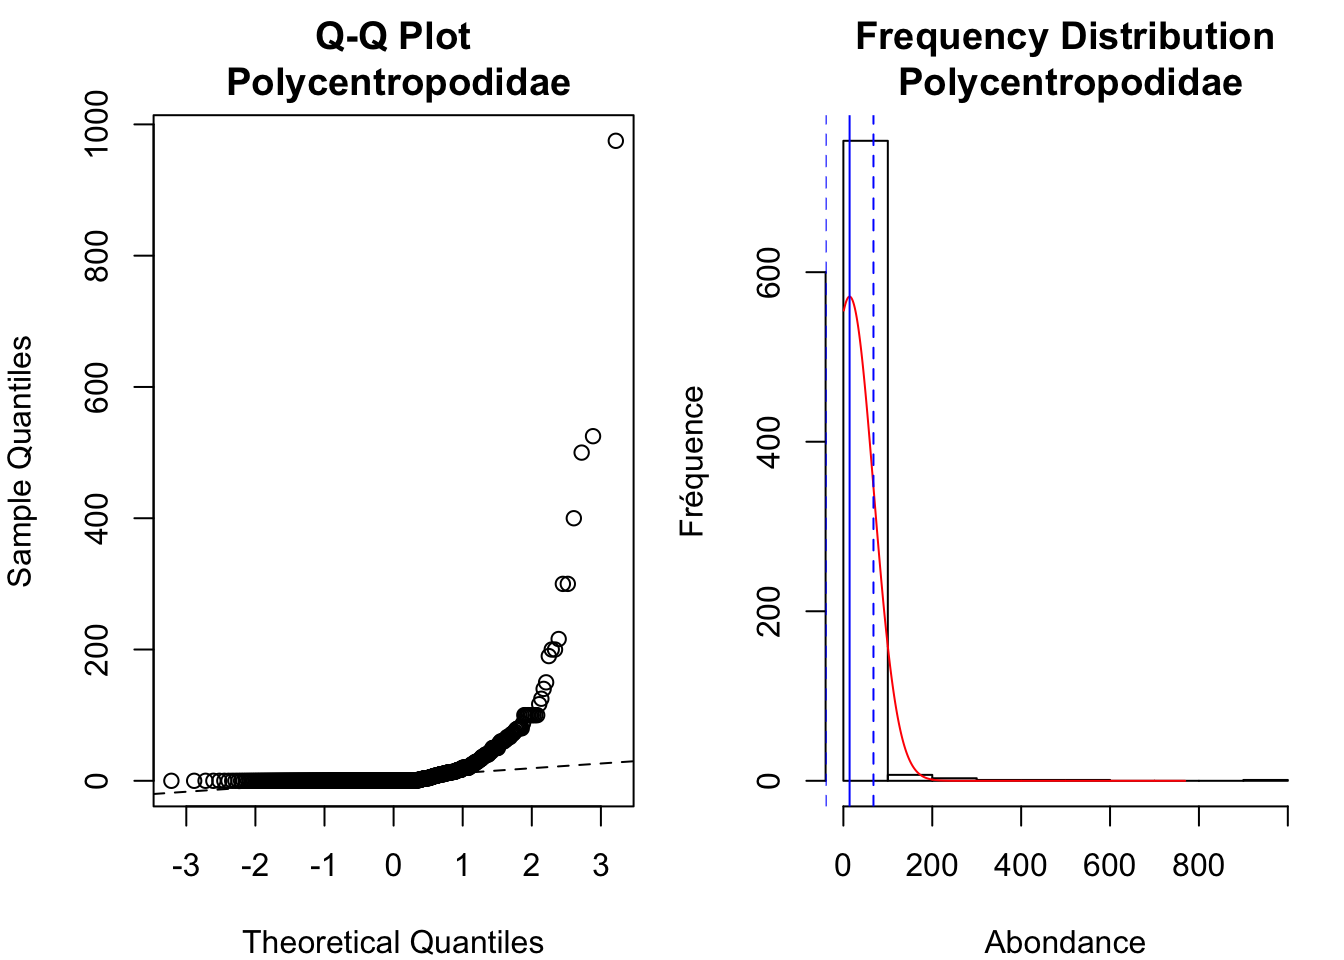 Q-Q Plot
Polycentropodidae
Sample Quantiles
1000
800
600
400
200
0
-3 -2 -1 0 1 2 3
Theoretical Quantiles
Frequency Distribution
Polycentropodidae
Fréquence
600
400
200
0
0 200 400 600 800
Abondance